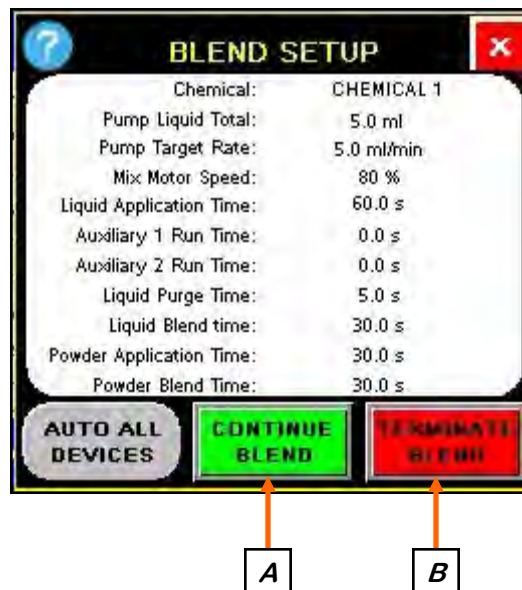 ?
BLEND SETUP
×
Chemical: CHEMICAL 1
Pump Liquid Total: 5.0 ml
Pump Target Rate: 5.0 ml/min
Mix Motor Speed: 80 %
Liquid Application Time: 60.0 s
Auxiliary 1 Run Time: 0.0 s
Auxiliary 2 Run Time: 0.0 s
Liquid Purge Time: 5.0 s
Liquid Blend time: 30.0 s
Powder Application Time: 30.0 s
Powder Blend Time: 30.0 s
AUTO ALL
DEVICES
CONTINUE
BLEND
TERMINATE
BLEND
A
B